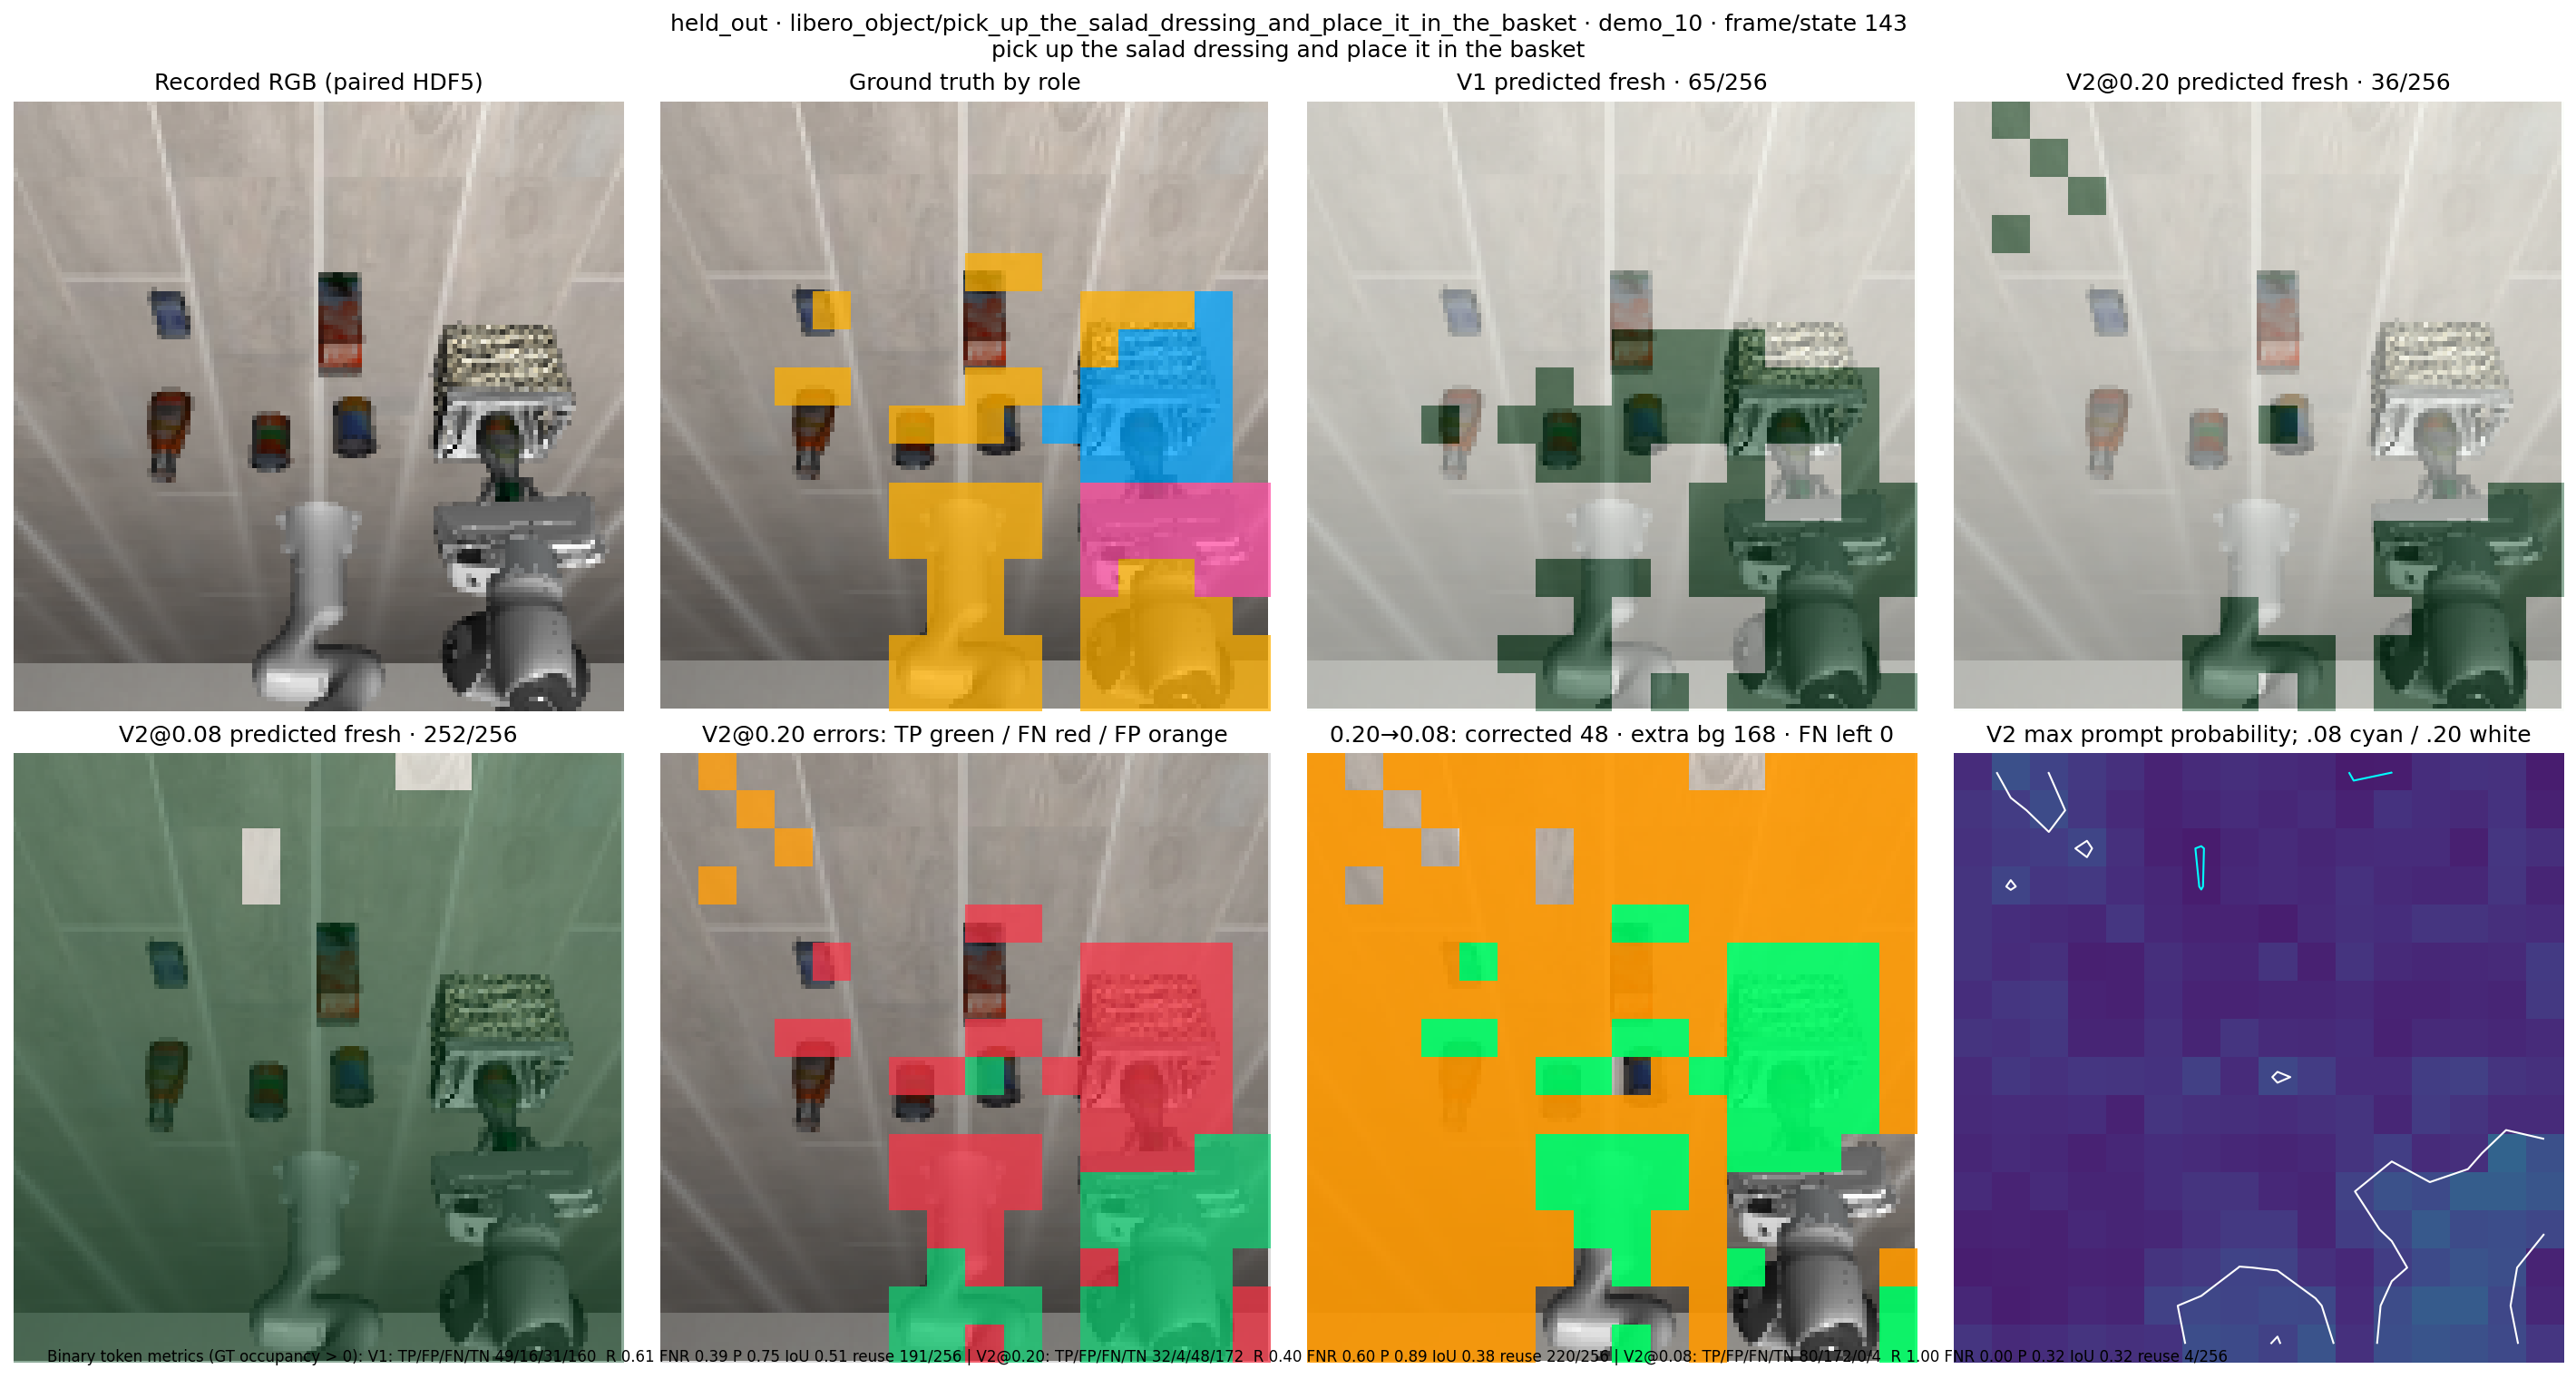 held_out · libero_object/pick_up_the_salad_dressing_and_place_it_in_the_basket · demo_10 · frame/state 143
pick up the salad dressing and place it in the basket
Recorded RGB (paired HDF5)
Ground truth by role
V1 predicted fresh · 65/256
V2@0.20 predicted fresh · 36/256
V2@0.08 predicted fresh · 252/256
V2@0.20 errors: TP green / FN red / FP orange
0.20→0.08: corrected 48 · extra bg 168 · FN left 0
V2 max prompt probability; .08 cyan / .20 white
Binary token metrics (GT occupancy > 0): V1: TP/FP/FN/TN 49/16/31/160  R 0.61 FNR 0.39 P 0.75 IoU 0.51 reuse 191/256 | V2@0.20: TP/FP/FN/TN 32/4/48/172  R 0.40 FNR 0.60 P 0.89 IoU 0.38 reuse 220/256 | V2@0.08: TP/FP/FN/TN 80/172/0/4  R 1.00 FNR 0.00 P 0.32 IoU 0.32 reuse 4/256